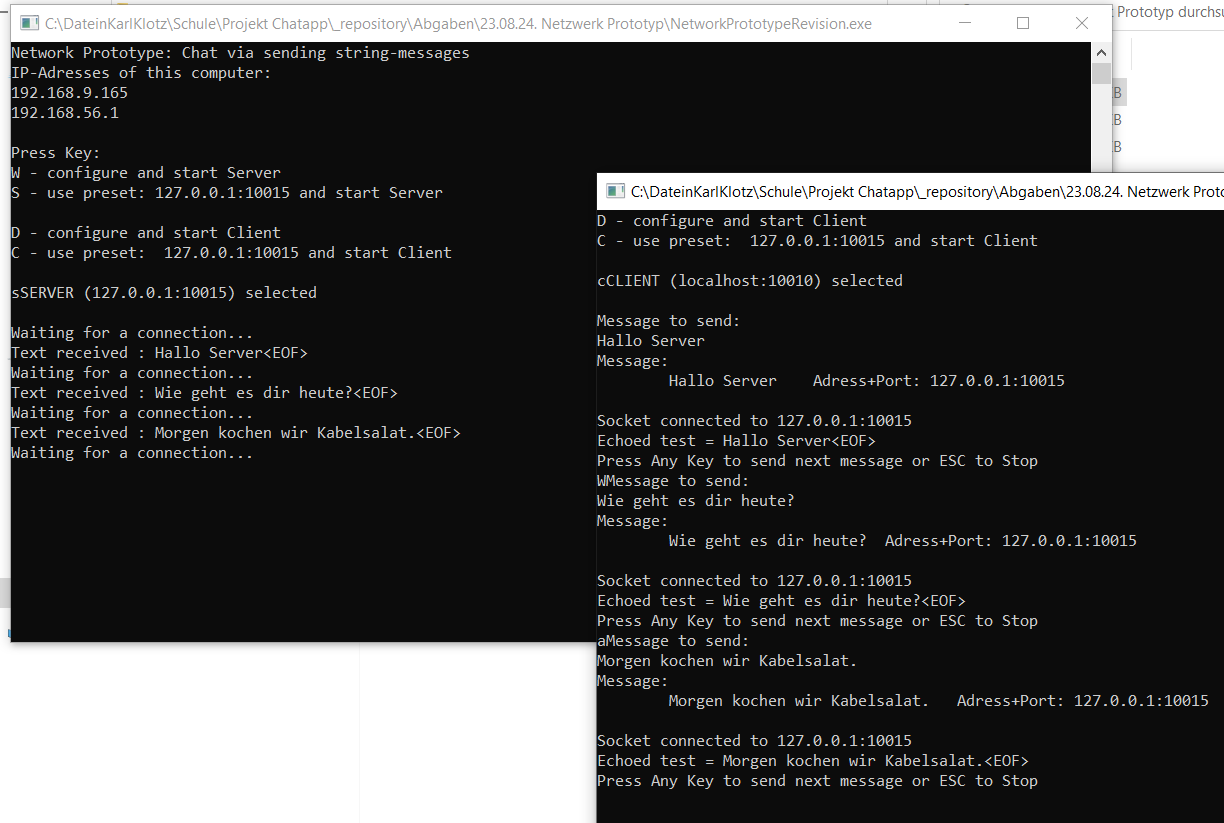 C:\DateinKarlKlotz\Schule\Projekt Chatapp\_repository\Abgaben\23.08.24. Netzwerk Prototyp\NetworkPrototypeRevision.exe
Network Prototype: Chat via sending string-messages
IP-Adresses of this computer:
192.168.9.165
192.168.56.1
Press Key:
W - configure and start Server
S - use preset: 127.0.0.1:10015 and start Server
D - configure and start Client
C - use preset:  127.0.0.1:10015 and start Client
sSERVER (127.0.0.1:10015) selected
Waiting for a connection...
Text received : Hallo Server<EOF>
Waiting for a connection...
Text received : Wie geht es dir heute?<EOF>
Waiting for a connection...
Text received : Morgen kochen wir Kabelsalat.<EOF>
Waiting for a connection...
Prototyp durchsu
B
B
B
C:\DateinKarlKlotz\Schule\Projekt Chatapp\_repository\Abgaben\23.08.24. Netzwerk Proto
D - configure and start Client
C - use preset:  127.0.0.1:10015 and start Client
cCLIENT (localhost:10010) selected
Message to send:
Hallo Server
Message:
Hallo Server    Adress+Port: 127.0.0.1:10015
Socket connected to 127.0.0.1:10015
Echoed test = Hallo Server<EOF>
Press Any Key to send next message or ESC to Stop
WMessage to send:
Wie geht es dir heute?
Message:
Wie geht es dir heute?  Adress+Port: 127.0.0.1:10015
Socket connected to 127.0.0.1:10015
Echoed test = Wie geht es dir heute?<EOF>
Press Any Key to send next message or ESC to Stop
aMessage to send:
Morgen kochen wir Kabelsalat.
Message:
Morgen kochen wir Kabelsalat.   Adress+Port: 127.0.0.1:10015
Socket connected to 127.0.0.1:10015
Echoed test = Morgen kochen wir Kabelsalat.<EOF>
Press Any Key to send next message or ESC to Stop